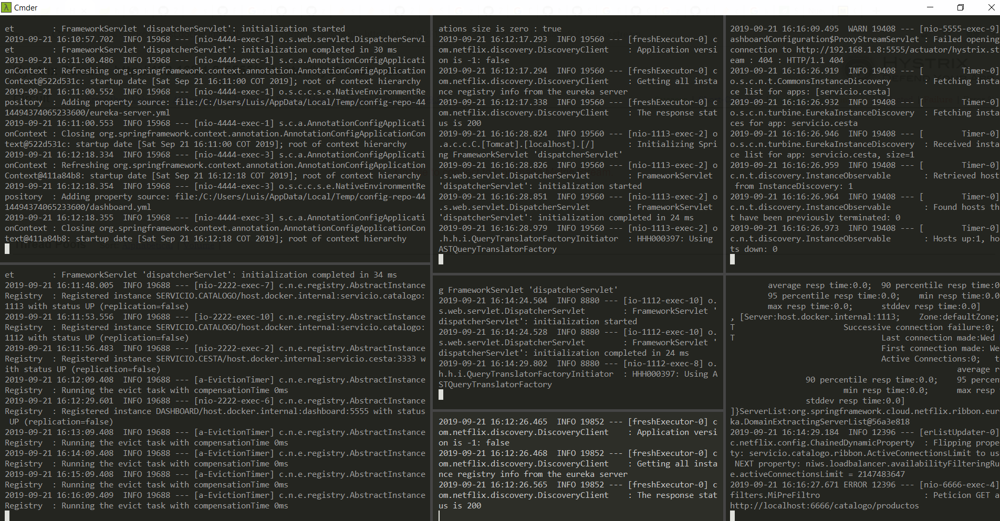 Cmder
et        : FrameworkServlet 'dispatcherServlet': initialization started
2019-09-21 16:10:57.702  INFO 15968 --- [nio-4444-exec-1] o.s.web.servlet.DispatcherServl
et        : FrameworkServlet 'dispatcherServlet': initialization completed in 30 ms
2019-09-21 16:11:00.486  INFO 15968 --- [nio-4444-exec-1] s.c.a.AnnotationConfigApplicati
onContext : Refreshing org.springframework.context.annotation.AnnotationConfigApplication
Context@522d531c: startup date [Sat Sep 21 16:11:00 COT 2019]; root of context hierarchy
2019-09-21 16:11:00.552  INFO 15968 --- [nio-4444-exec-1] o.s.c.c.s.e.NativeEnvironmentRe
pository  : Adding property source: file:/C:/Users/Luis/AppData/Local/Temp/config-repo-44
14494374065233600/eureka-server.yml
2019-09-21 16:11:00.553  INFO 15968 --- [nio-4444-exec-1] s.c.a.AnnotationConfigApplicati
onContext : Closing org.springframework.context.annotation.AnnotationConfigApplicationCon
text@522d531c: startup date [Sat Sep 21 16:11:00 COT 2019]; root of context hierarchy
2019-09-21 16:12:18.334  INFO 15968 --- [nio-4444-exec-3] s.c.a.AnnotationConfigApplicati
onContext : Refreshing org.springframework.context.annotation.AnnotationConfigApplication
Context@411a84b8: startup date [Sat Sep 21 16:12:18 COT 2019]; root of context hierarchy
2019-09-21 16:12:18.354  INFO 15968 --- [nio-4444-exec-3] o.s.c.c.s.e.NativeEnvironmentRe
pository  : Adding property source: file:/C:/Users/Luis/AppData/Local/Temp/config-repo-44
14494374065233600/dashboard.yml
2019-09-21 16:12:18.355  INFO 15968 --- [nio-4444-exec-3] s.c.a.AnnotationConfigApplicati
onContext : Closing org.springframework.context.annotation.AnnotationConfigApplicationCon
text@411a84b8: startup date [Sat Sep 21 16:12:18 COT 2019]; root of context hierarchy
et        : FrameworkServlet 'dispatcherServlet': initialization completed in 34 ms
2019-09-21 16:11:48.005  INFO 19688 --- [nio-2222-exec-7] c.n.e.registry.AbstractInstance
Registry  : Registered instance SERVICIO.CATALOGO/host.docker.internal:servicio.catalogo:
1113 with status UP (replication=false)
2019-09-21 16:11:53.556  INFO 19688 --- [io-2222-exec-10] c.n.e.registry.AbstractInstance
Registry  : Registered instance SERVICIO.CATALOGO/host.docker.internal:servicio.catalogo:
1112 with status UP (replication=false)
2019-09-21 16:11:56.483  INFO 19688 --- [nio-2222-exec-2] c.n.e.registry.AbstractInstance
Registry  : Registered instance SERVICIO.CESTA/host.docker.internal:servicio.cesta:3333 w
ith status UP (replication=false)
2019-09-21 16:12:09.408  INFO 19688 --- [a-EvictionTimer] c.n.e.registry.AbstractInstance
Registry  : Running the evict task with compensationTime 0ms
2019-09-21 16:12:29.601  INFO 19688 --- [nio-2222-exec-6] c.n.e.registry.AbstractInstance
Registry  : Registered instance DASHBOARD/host.docker.internal:dashboard:5555 with status
 UP (replication=false)
2019-09-21 16:13:09.408  INFO 19688 --- [a-EvictionTimer] c.n.e.registry.AbstractInstance
Registry  : Running the evict task with compensationTime 0ms
2019-09-21 16:14:09.408  INFO 19688 --- [a-EvictionTimer] c.n.e.registry.AbstractInstance
Registry  : Running the evict task with compensationTime 0ms
2019-09-21 16:15:09.408  INFO 19688 --- [a-EvictionTimer] c.n.e.registry.AbstractInstance
Registry  : Running the evict task with compensationTime 0ms
2019-09-21 16:16:09.409  INFO 19688 --- [a-EvictionTimer] c.n.e.registry.AbstractInstance
Registry  : Running the evict task with compensationTime 0ms
ations size is zero : true
2019-09-21 16:12:17.293  INFO 19560 --- [freshExecutor-0] c
om.netflix.discovery.DiscoveryClient    : Application versi
on is -1: false
2019-09-21 16:12:17.294  INFO 19560 --- [freshExecutor-0] c
om.netflix.discovery.DiscoveryClient    : Getting all insta
nce registry info from the eureka server
2019-09-21 16:12:17.338  INFO 19560 --- [freshExecutor-0] c
om.netflix.discovery.DiscoveryClient    : The response stat
us is 200
2019-09-21 16:16:28.824  INFO 19560 --- [nio-1113-exec-2] o
.a.c.c.C.[Tomcat].[localhost].[/]       : Initializing Spri
ng FrameworkServlet 'dispatcherServlet'
2019-09-21 16:16:28.826  INFO 19560 --- [nio-1113-exec-2] o
.s.web.servlet.DispatcherServlet        : FrameworkServlet
'dispatcherServlet': initialization started
2019-09-21 16:16:28.851  INFO 19560 --- [nio-1113-exec-2] o
.s.web.servlet.DispatcherServlet        : FrameworkServlet
'dispatcherServlet': initialization completed in 24 ms
2019-09-21 16:16:28.979  INFO 19560 --- [nio-1113-exec-2] o
.h.h.i.QueryTranslatorFactoryInitiator  : HHH000397: Using
ASTQueryTranslatorFactory
g FrameworkServlet 'dispatcherServlet'
2019-09-21 16:14:24.504  INFO 8880 --- [io-1112-exec-10] o.
s.web.servlet.DispatcherServlet        : FrameworkServlet '
dispatcherServlet': initialization started
2019-09-21 16:14:24.528  INFO 8880 --- [io-1112-exec-10] o.
s.web.servlet.DispatcherServlet        : FrameworkServlet '
dispatcherServlet': initialization completed in 24 ms
2019-09-21 16:14:29.802  INFO 8880 --- [nio-1112-exec-8] o.
h.h.i.QueryTranslatorFactoryInitiator  : HHH000397: Using A
STQueryTranslatorFactory
2019-09-21 16:12:26.465  INFO 19852 --- [freshExecutor-0] c
om.netflix.discovery.DiscoveryClient    : Application versi
on is -1: false
2019-09-21 16:12:26.468  INFO 19852 --- [freshExecutor-0] c
om.netflix.discovery.DiscoveryClient    : Getting all insta
nce registry info from the eureka server
2019-09-21 16:12:26.565  INFO 19852 --- [freshExecutor-0] c
om.netflix.discovery.DiscoveryClient    : The response stat
us is 200
2019-09-21 16:16:09.495  WARN 19408 --- [nio-5555-exec-9]
ashboardConfiguration$ProxyStreamServlet : Failed opening
connection to http://192.168.1.8:5555/actuator/hystrix.st
eam : 404 : HTTP/1.1 404
2019-09-21 16:16:26.919  INFO 19408 --- [        Timer-0]
o.s.c.n.t.CommonsInstanceDiscovery       : Fetching insta
ce list for apps: [servicio.cesta]
2019-09-21 16:16:26.932  INFO 19408 --- [        Timer-0]
o.s.c.n.turbine.EurekaInstanceDiscovery  : Fetching insta
ces for app: servicio.cesta
2019-09-21 16:16:26.946  INFO 19408 --- [        Timer-0]
o.s.c.n.turbine.EurekaInstanceDiscovery  : Received insta
ce list for app: servicio.cesta, size=1
2019-09-21 16:16:26.959  INFO 19408 --- [        Timer-0]
c.n.t.discovery.InstanceObservable       : Retrieved host
 from InstanceDiscovery: 1
2019-09-21 16:16:26.964  INFO 19408 --- [        Timer-0]
c.n.t.discovery.InstanceObservable       : Found hosts th
t have been previously terminated: 0
2019-09-21 16:16:26.973  INFO 19408 --- [        Timer-0]
c.n.t.discovery.InstanceObservable       : Hosts up:1, ho
ts down: 0
average resp time:0.0;  90 percentile resp time:0
95 percentile resp time:0.0;    min resp time:0.0
max resp time:0.0;      stddev resp time:0.0]
, [Server:host.docker.internal:1113;    Zone:defaultZone;
T                       Successive connection failure:0;
T                               Last connection made:Wed
First connection made: We
Active Connections:0;   t
average r
90 percentile resp time:0.0;    95 percen
min resp time:0.0;      max resp
stddev resp time:0.0]
]}ServerList:org.springframework.cloud.netflix.ribbon.eur
ka.DomainExtractingServerList@56a3e818
2019-09-21 16:14:29.184  INFO 12396 --- [erListUpdater-0]
c.netflix.config.ChainedDynamicProperty  : Flipping prope
ty: servicio.catalogo.ribbon.ActiveConnectionsLimit to us
 NEXT property: niws.loadbalancer.availabilityFilteringRu
e.activeConnectionsLimit = 2147483647
2019-09-21 16:16:27.671 ERROR 12396 --- [nio-6666-exec-4]
filters.MiPreFiltro                      : Peticion GET a
http://localhost:6666/catalogo/productos